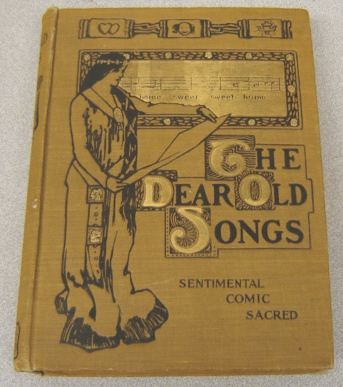 home sweet sweet home
THE
DEAR OLD
SONGS
SENTIMENTAL
COMIC
SACRED